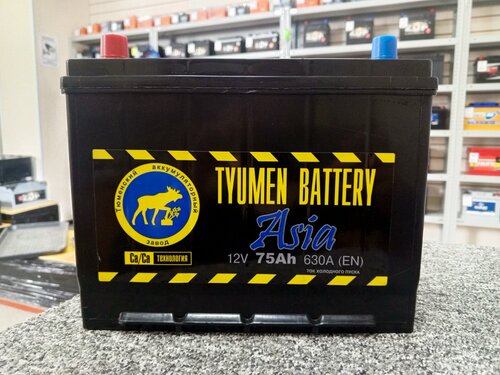 Тюменский аккумуляторный
завод
Ca/Ca технология
TYUMEN BATTERY
Asia
12V 75Ah 630A (EN)
ток холодного пуска